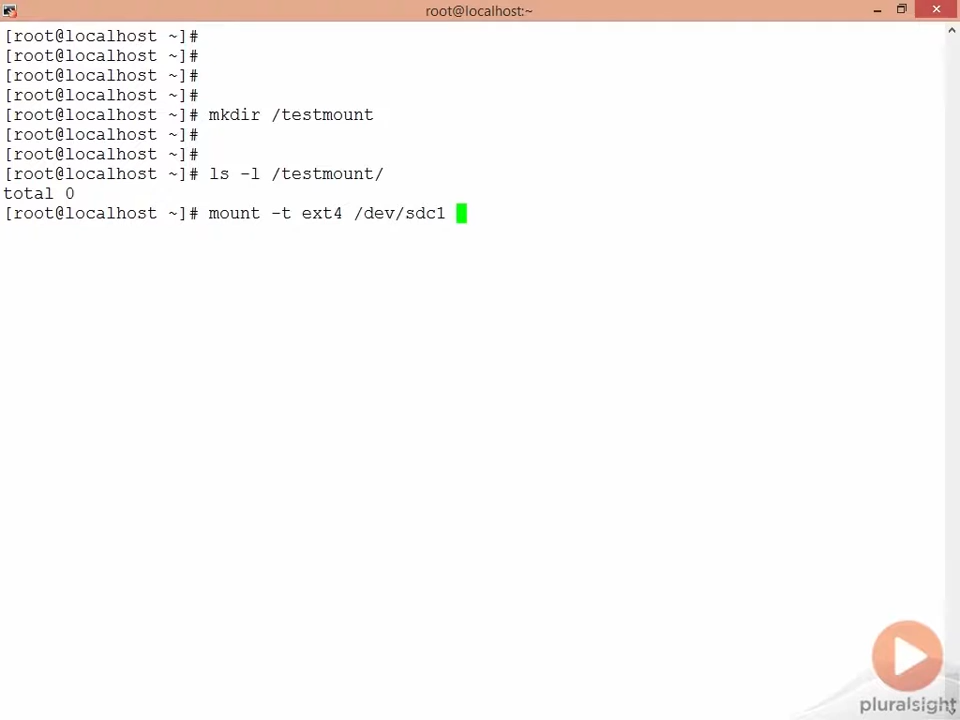 root@localhost:~
[root@localhost ~]#
[root@localhost ~]#
[root@localhost ~]#
[root@localhost ~]#
[root@localhost ~]# mkdir /testmount
[root@localhost ~]#
[root@localhost ~]#
[root@localhost ~]# ls -l /testmount/
total 0
[root@localhost ~]# mount -t ext4 /dev/sdc1
pluralsight